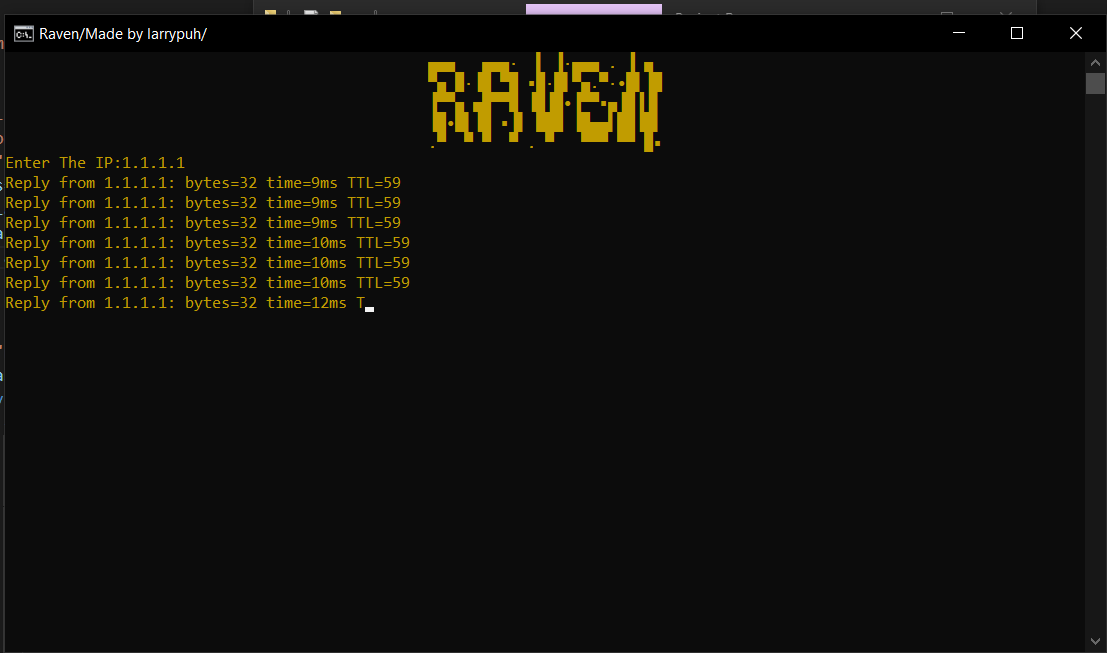 Raven/Made by larrypuh/
RAVEN
Enter The IP:1.1.1.1
Reply from 1.1.1.1: bytes=32 time=9ms TTL=59
Reply from 1.1.1.1: bytes=32 time=9ms TTL=59
Reply from 1.1.1.1: bytes=32 time=9ms TTL=59
Reply from 1.1.1.1: bytes=32 time=10ms TTL=59
Reply from 1.1.1.1: bytes=32 time=10ms TTL=59
Reply from 1.1.1.1: bytes=32 time=10ms TTL=59
Reply from 1.1.1.1: bytes=32 time=12ms T